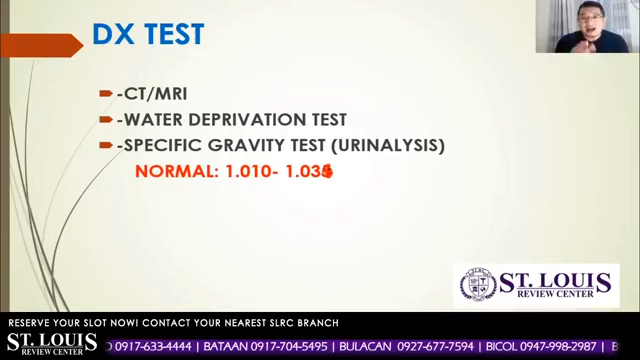 DX TEST
-CT/MRI
-WATER DEPRIVATION TEST
-SPECIFIC GRAVITY TEST (URINALYSIS)
NORMAL: 1.010- 1.035
ST. LOUIS
REVIEW CENTER
RESERVE YOUR SLOT NOW! CONTACT YOUR NEAREST SLRC BRANCH
ST. LOUIS
REVIEW CENTER
0917-633-4444 | BATAAN 0917-704-5495 | BULACAN 0927-677-7594 | BICOL 0947-998-2987 |